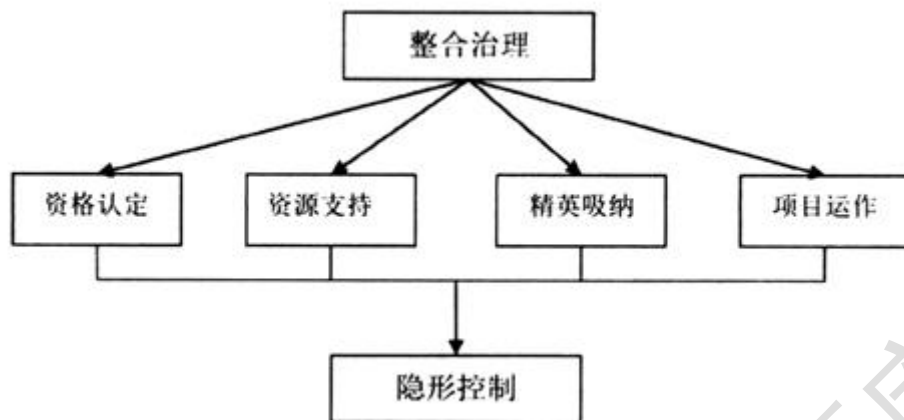 整合治理
资格认定
资源支持
精英吸纳
项目运作
隐形控制